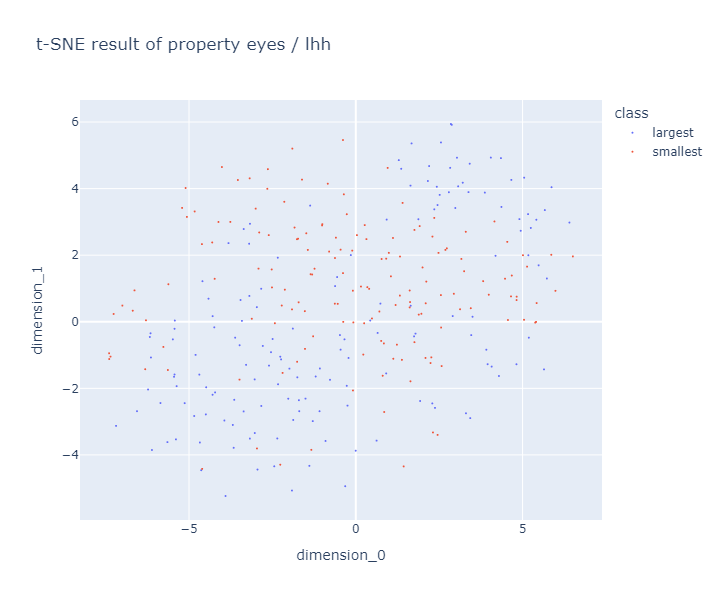 t-SNE result of property eyes / lhh
class
largest
smallest
6
4
2
0
−2
−4
−5
0
5
dimension_1
dimension_0